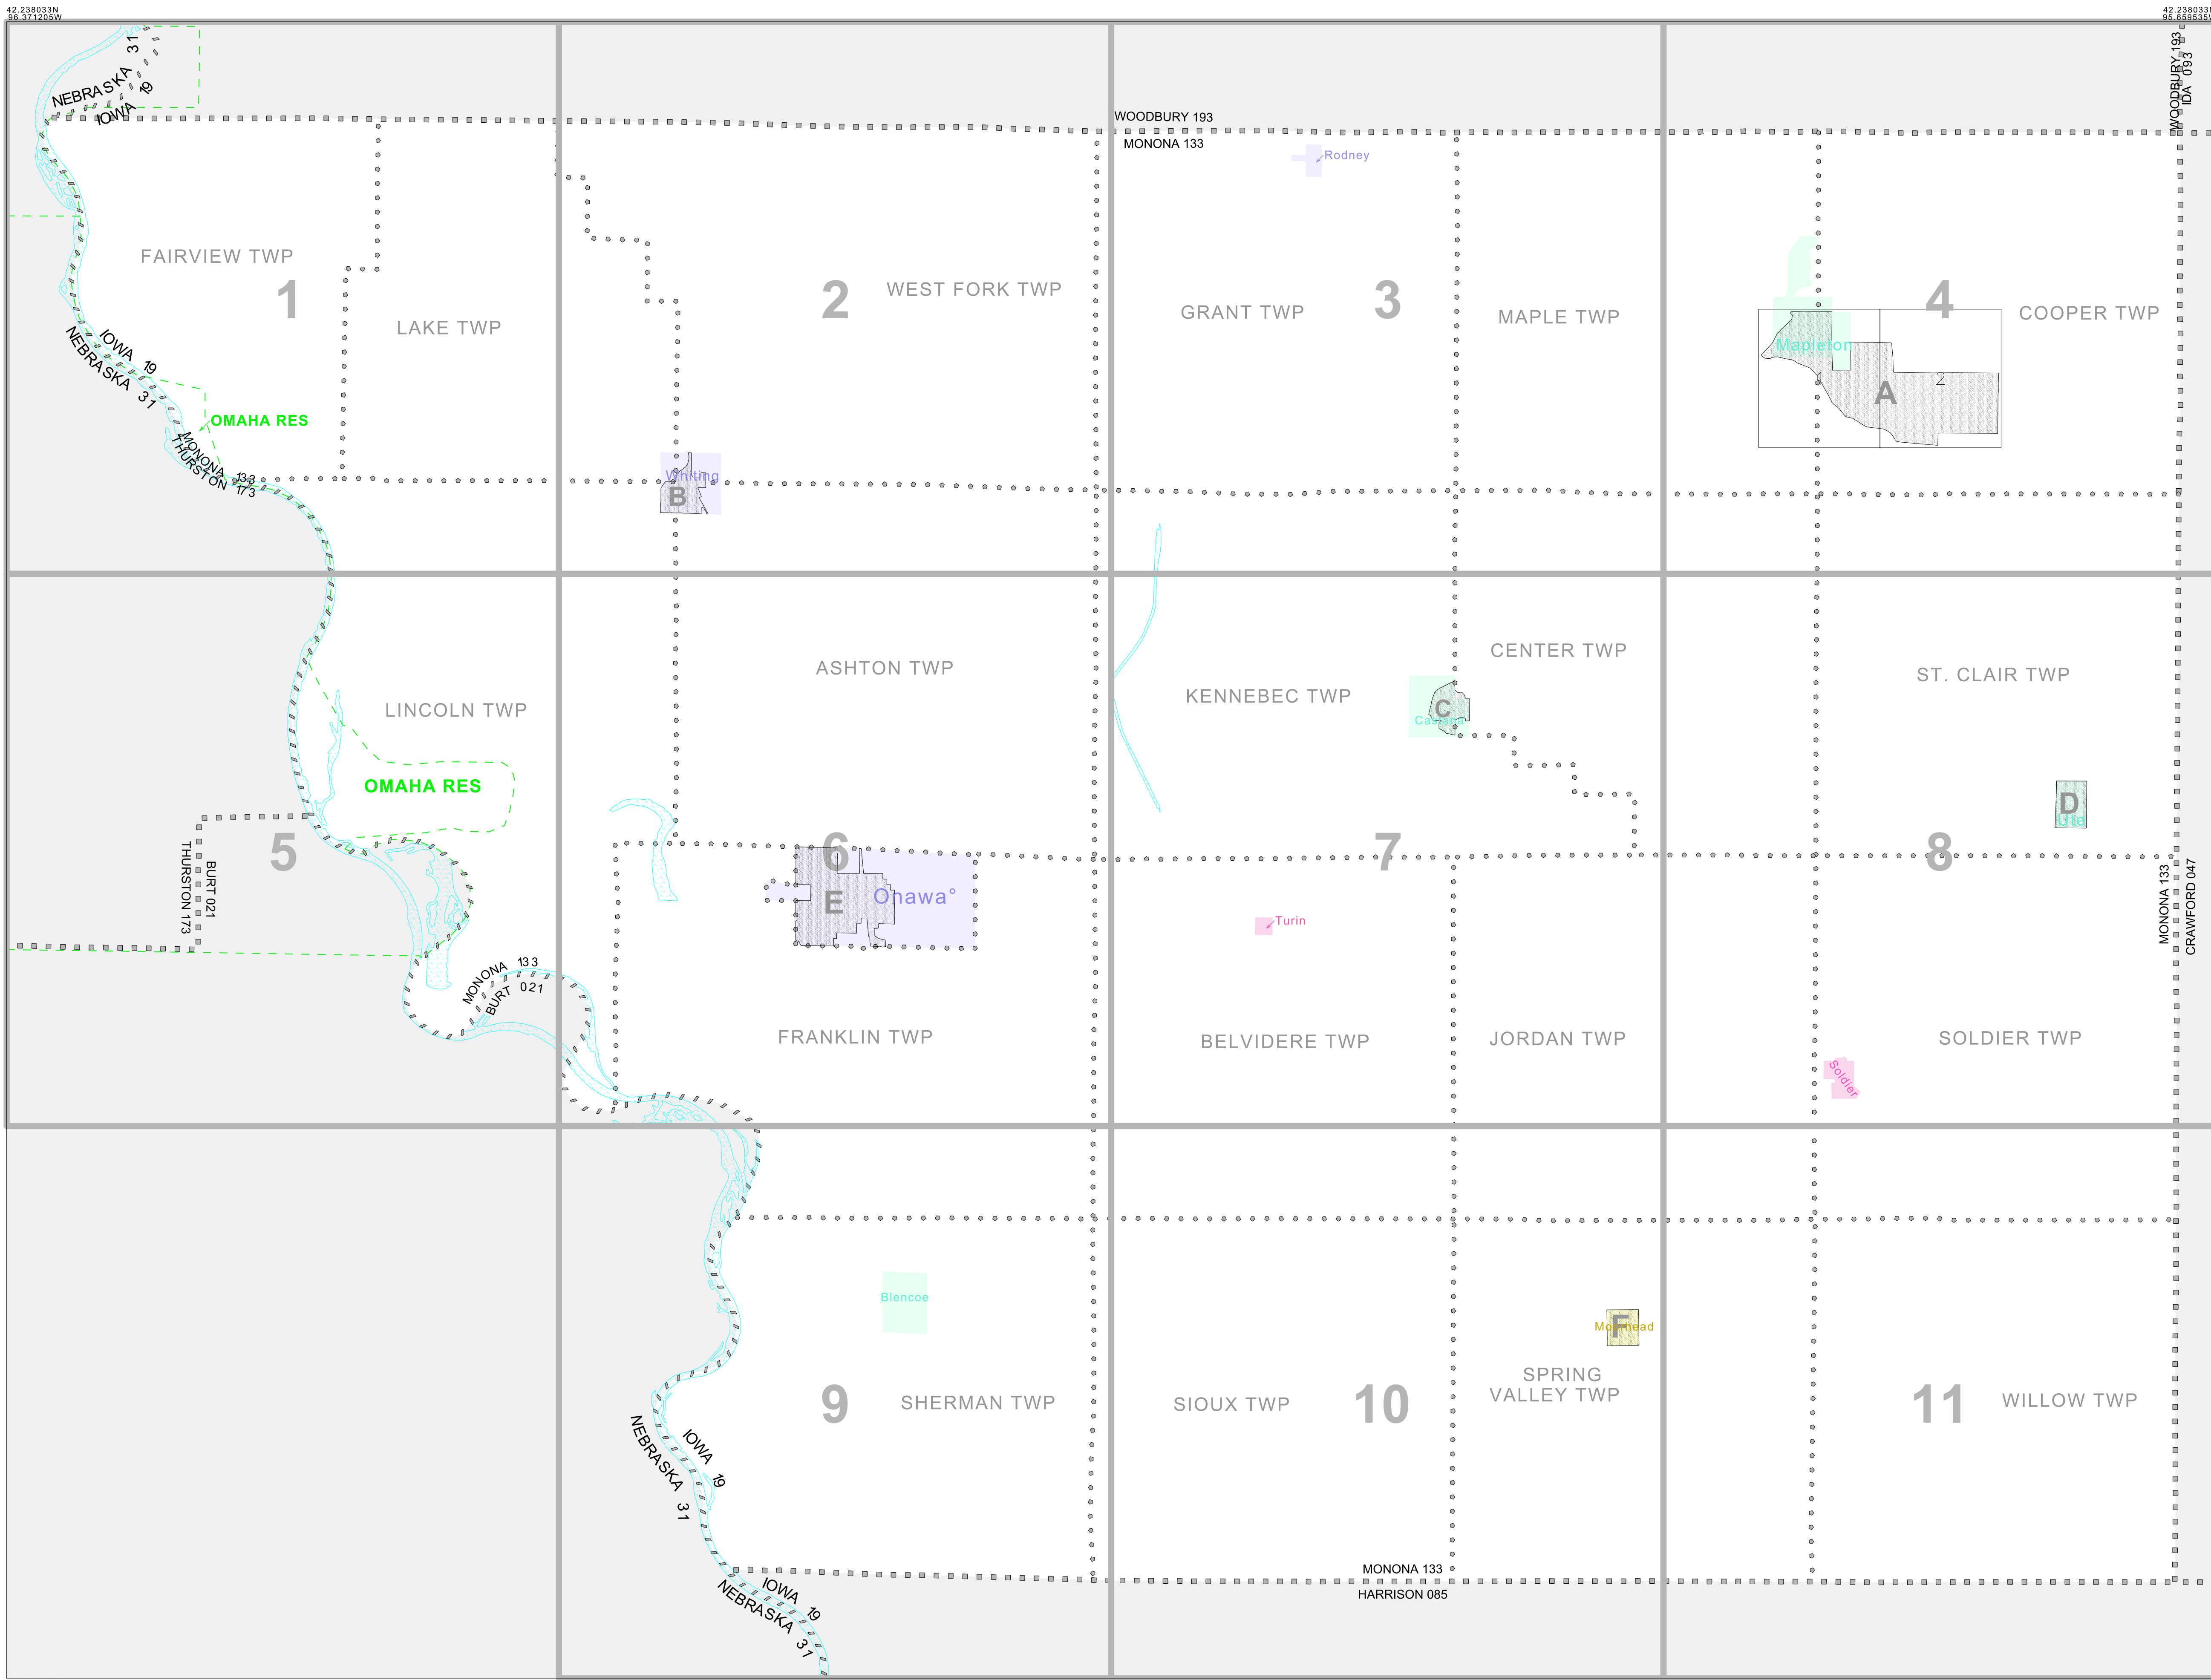 42.238033N
96.371205W
42.238033N
95.659535W
NEBRASKA 31
IOWA 19
WOODBURY 193
MONONA 133
WOODBURY 193
IDA 093
Rodney
FAIRVIEW TWP
1
LAKE TWP
2
WEST FORK TWP
GRANT TWP
3
MAPLE TWP
4
COOPER TWP
Mapleton
1
2
A
IOWA 19
NEBRASKA 31
OMAHA RES
MONONA 133
THURSTON 173
Whiting
B
ASHTON TWP
CENTER TWP
ST. CLAIR TWP
LINCOLN TWP
KENNEBEC TWP
C
Castana
OMAHA RES
D
Ute
5
6
7
8
THURSTON 173
BURT 021
E
Onawa°
Turin
MONONA 133
CRAWFORD 047
MONONA 133
BURT 021
FRANKLIN TWP
BELVIDERE TWP
JORDAN TWP
SOLDIER TWP
Soldier
Blencoe
F
Moorhead
9
SHERMAN TWP
SIOUX TWP
10
SPRING
VALLEY TWP
11
WILLOW TWP
IOWA 19
NEBRASKA 31
MONONA 133
HARRISON 085
IOWA 19
NEBRASKA 31